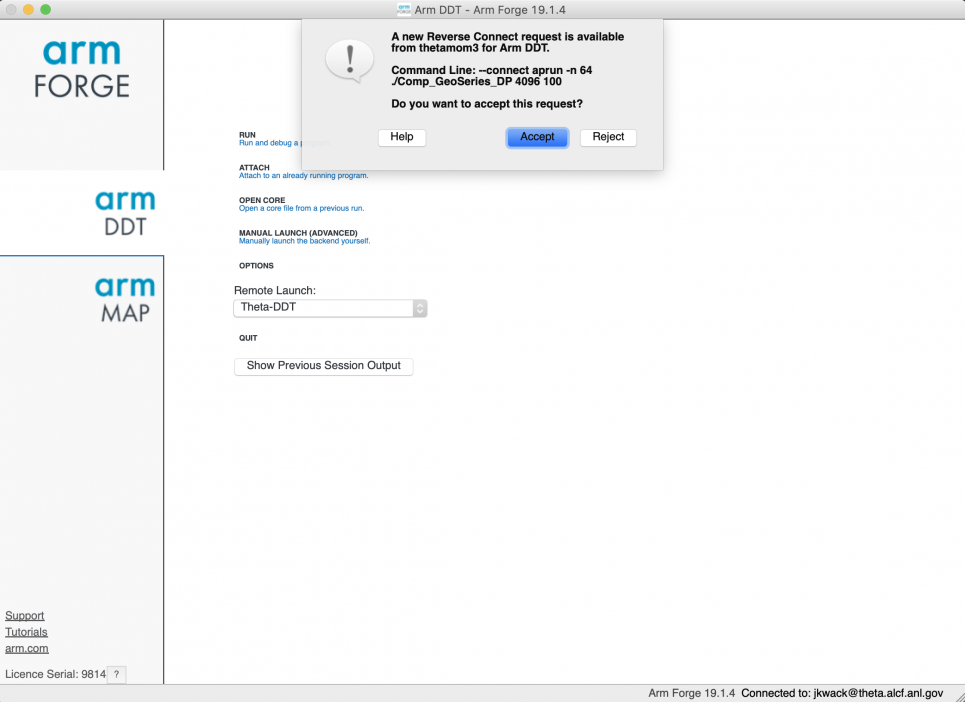 Arm DDT - Arm Forge 19.1.4
arm
FORGE
A new Reverse Connect request is available
from thetamom3 for Arm DDT.
Command Line: --connect aprun -n 64
./Comp_GeoSeries_DP 4096 100
Do you want to accept this request?
Help
Accept
Reject
RUN
Run and debug a
ATTACH
Attach to an already running program.
arm
DDT
OPEN CORE
Open a core file from a previous run.
MANUAL LAUNCH (ADVANCED)
Manually launch the backend yourself.
OPTIONS
arm
MAP
Remote Launch:
Theta-DDT
QUIT
Show Previous Session Output
Support
Tutorials
arm.com
Licence Serial: 9814 ?
Arm Forge 19.1.4 Connected to: jkwack@theta.alcf.anl.gov